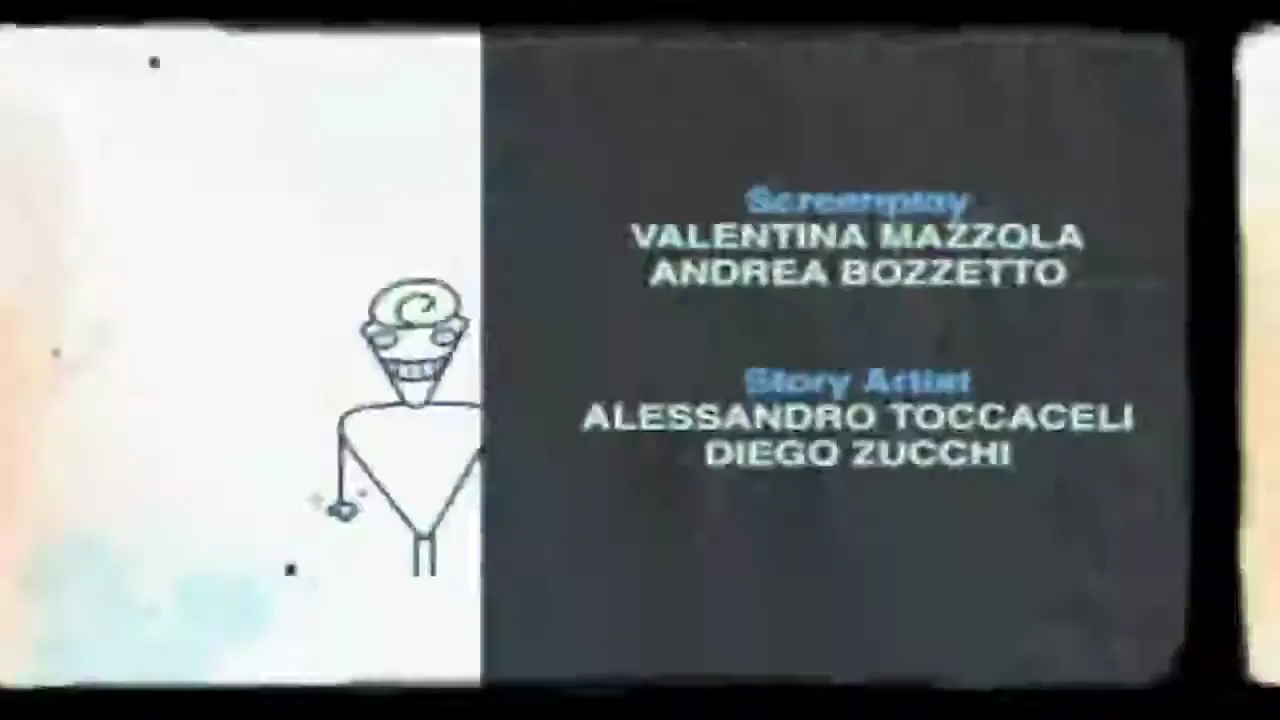 Screenplay
VALENTINA MAZZOLA
ANDREA BOZZETTO
Story Artist
ALESSANDRO TOCCACELI
DIEGO ZUCCHI